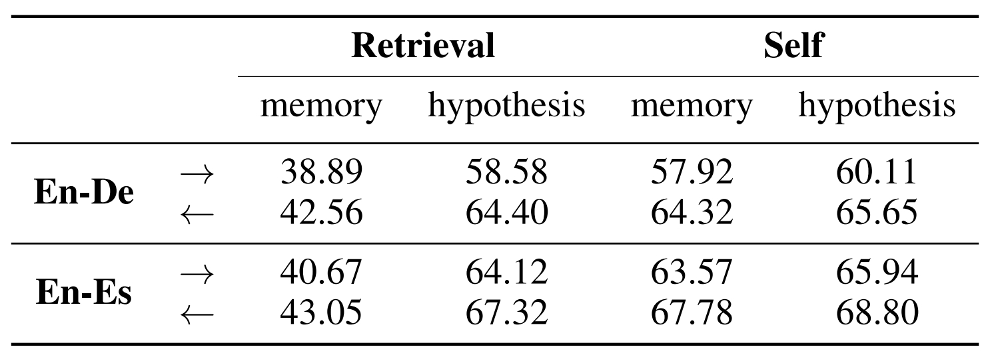 Retrieval Self
memory hypothesis memory hypothesis
En-De → 38.89 58.58 57.92 60.11
← 42.56 64.40 64.32 65.65
En-Es → 40.67 64.12 63.57 65.94
← 43.05 67.32 67.78 68.80